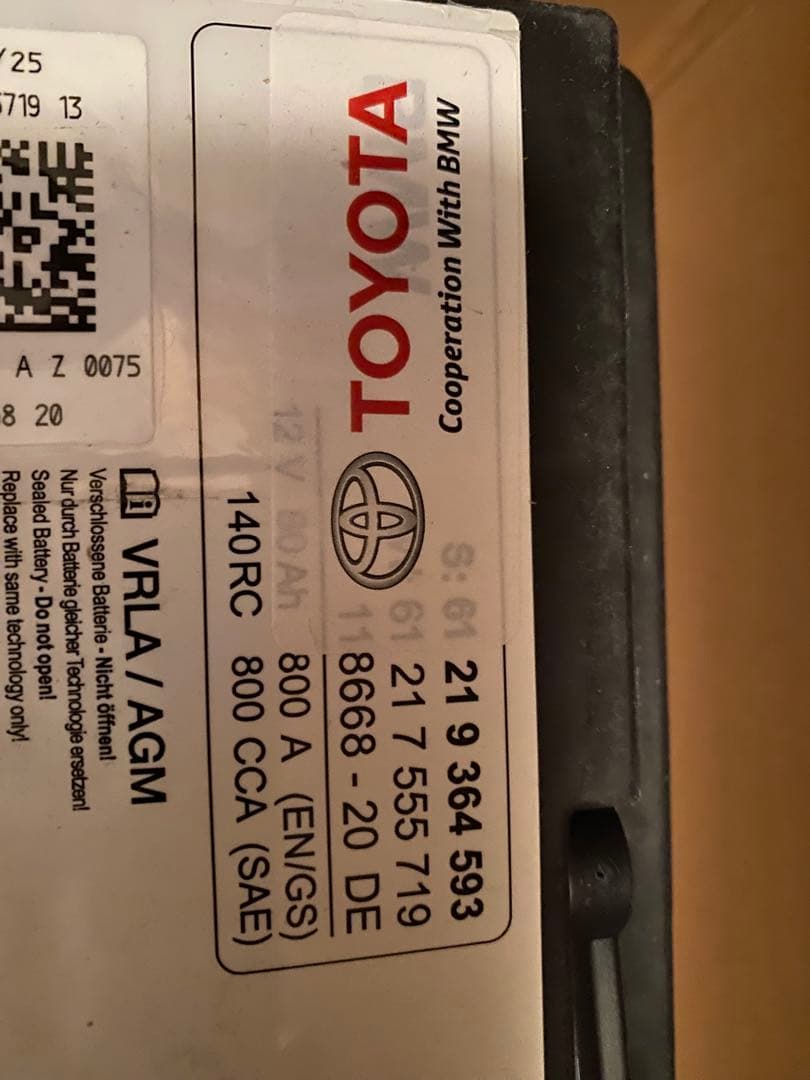 TOYOTA
Cooperation With BMW
S: 61 21 9 364 593
61 21 7 555 719
118668 - 20 DE
12 V 80 Ah 800 A (EN/GS)
140RC 800 CCA (SAE)
VRLA / AGM
Verschlossene Batterie - Nicht öffnen!
Nur durch Batterie gleicher Technologie ersetzen!
Sealed Battery - Do not open!
Replace with same technology only!
/25
5719 13
A Z 0075
8 20